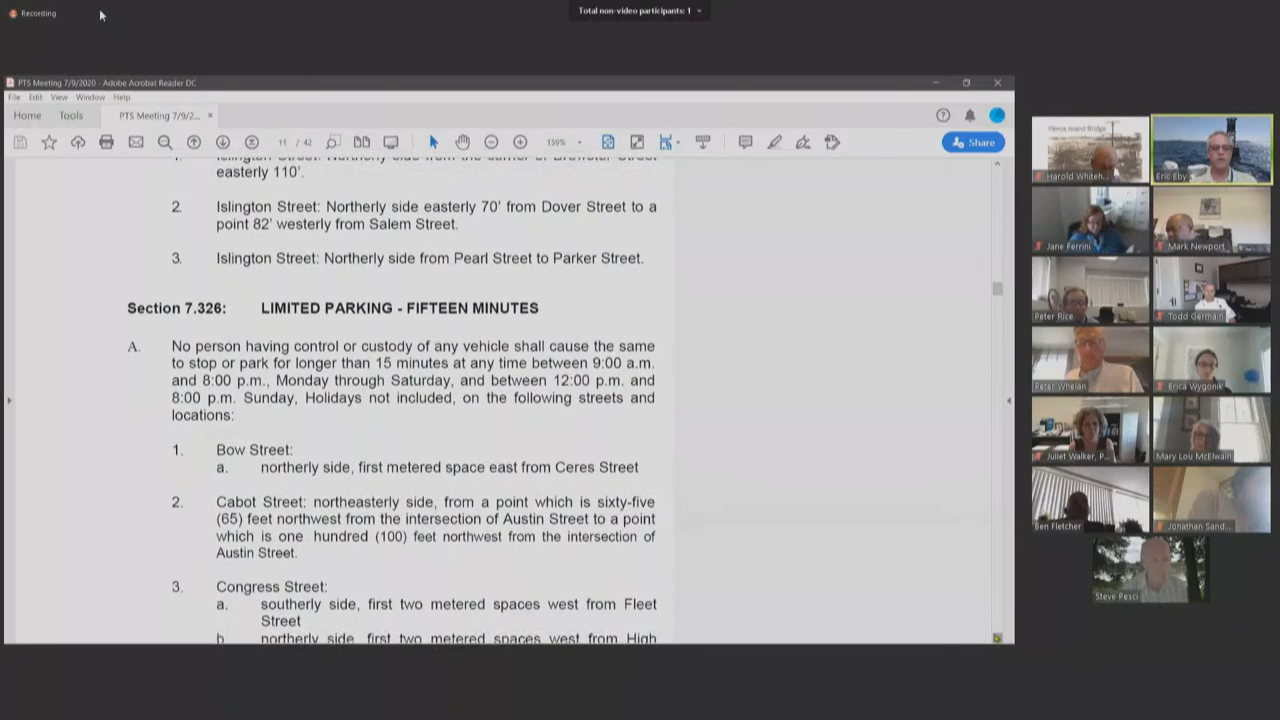 Recording
Total non-video participants: 1
PTS Meeting 7/9/2020 - Adobe Acrobat Reader DC
File Edit View Window Help
Home Tools PTS Meeting 7/9/2... ×
11 / 42 159% Share
easterly 110'.
2. Islington Street: Northerly side easterly 70' from Dover Street to a
point 82' westerly from Salem Street.
3. Islington Street: Northerly side from Pearl Street to Parker Street.
Section 7.326: LIMITED PARKING - FIFTEEN MINUTES
A. No person having control or custody of any vehicle shall cause the same
to stop or park for longer than 15 minutes at any time between 9:00 a.m.
and 8:00 p.m., Monday through Saturday, and between 12:00 p.m. and
8:00 p.m. Sunday, Holidays not included, on the following streets and
locations:
1. Bow Street:
a. northerly side, first metered space east from Ceres Street
2. Cabot Street: northeasterly side, from a point which is sixty-five
(65) feet northwest from the intersection of Austin Street to a point
which is one hundred (100) feet northwest from the intersection of
Austin Street.
3. Congress Street:
a. southerly side, first two metered spaces west from Fleet
Street
b northerly side first two metered spaces west from High
Pierce Island Bridge
Harold Whiteh...
Eric Eby
Jane Ferrini
Mark Newport
Peter Rice
Todd Germain
Peter Whelan
Erica Wygonik
Juliet Walker, P...
Mary Lou McElwain
Ben Fletcher
Jonathan Sand...
Steve Pesci